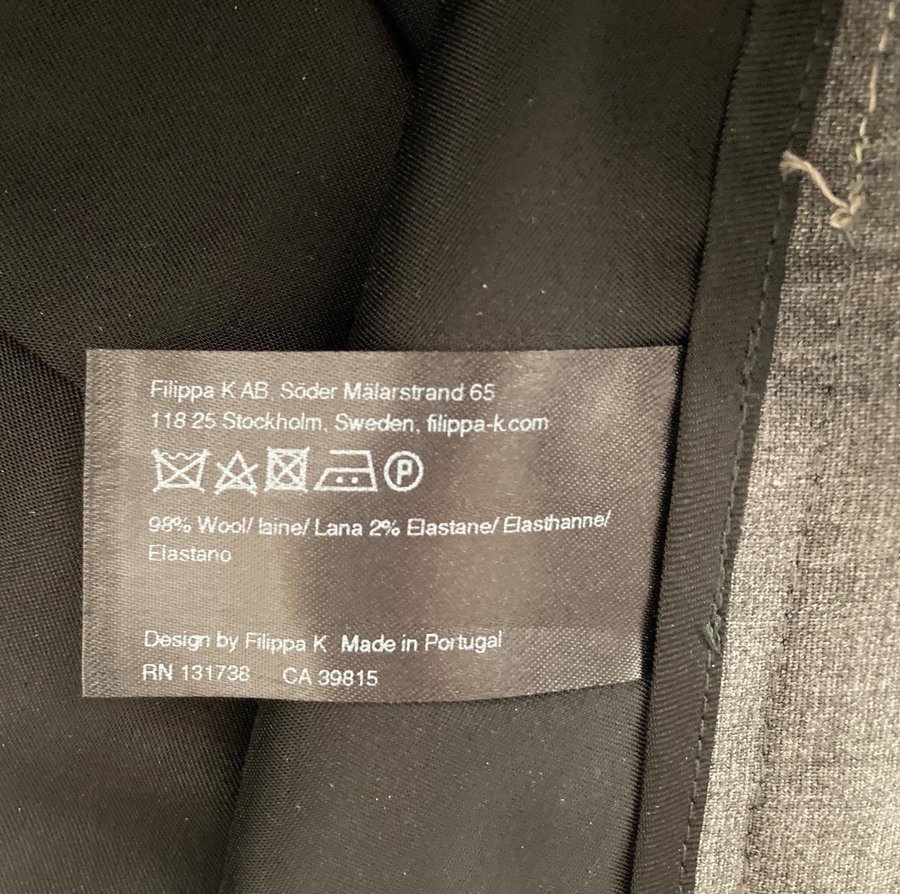 Filippa K AB, Söder Mälarstrand 65
118 25 Stockholm, Sweden, filippa-k.com
P
98% Wool/ laine/ Lana 2% Elastane/ Elasthanne/
Elastano
Design by Filippa K Made in Portugal
RN 131738 CA 39815